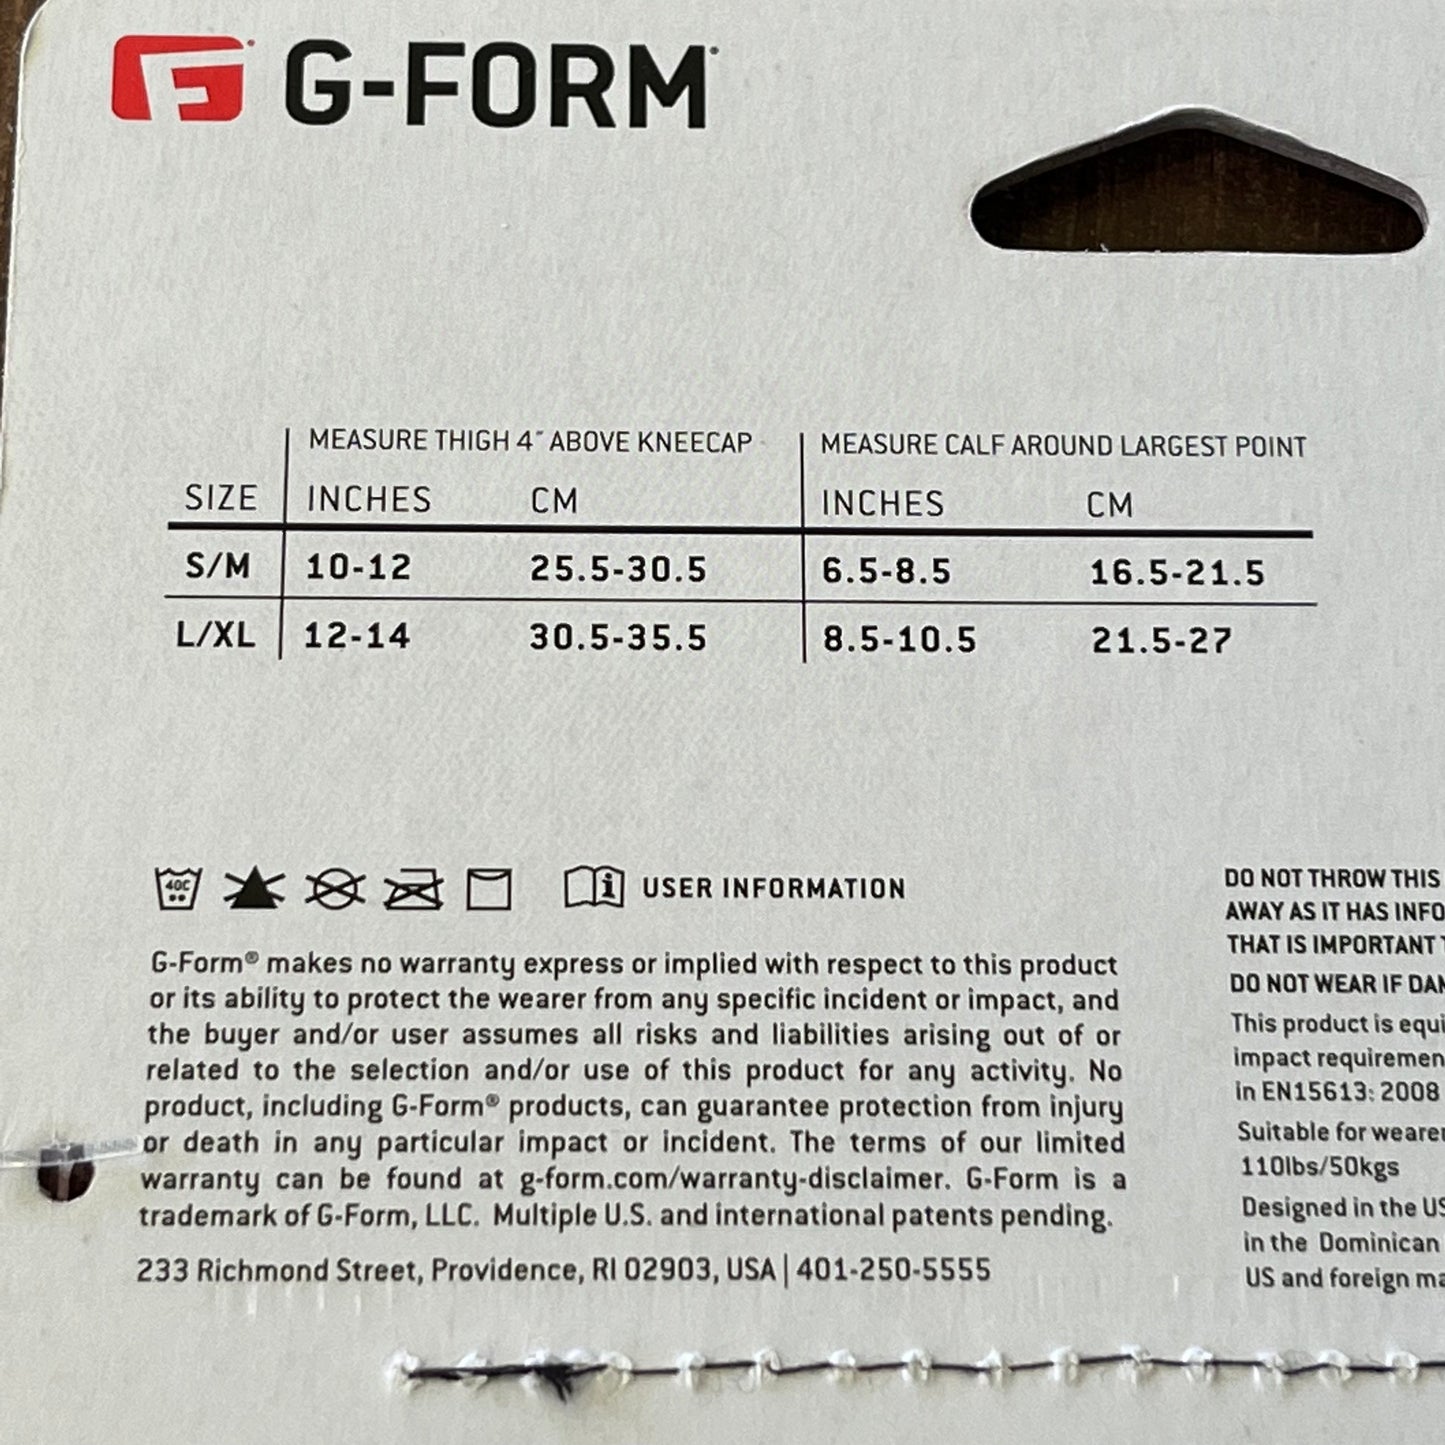 G-FORM
MEASURE THIGH 4" ABOVE KNEECAP MEASURE CALF AROUND LARGEST POINT
SIZE INCHES CM INCHES CM
S/M 10-12 25.5-30.5 6.5-8.5 16.5-21.5
L/XL 12-14 30.5-35.5 8.5-10.5 21.5-27
40C
i USER INFORMATION
G-Form® makes no warranty express or implied with respect to this product
or its ability to protect the wearer from any specific incident or impact, and
the buyer and/or user assumes all risks and liabilities arising out of or
related to the selection and/or use of this product for any activity. No
product, including G-Form® products, can guarantee protection from injury
or death in any particular impact or incident. The terms of our limited
warranty can be found at g-form.com/warranty-disclaimer. G-Form is a
trademark of G-Form, LLC. Multiple U.S. and international patents pending.
233 Richmond Street, Providence, RI 02903, USA | 401-250-5555
DO NOT THROW THIS
AWAY AS IT HAS INFO
THAT IS IMPORTANT
DO NOT WEAR IF DAM
This product is equi
impact requiremen
in EN15613: 2008
Suitable for wearer
110lbs/50kgs
Designed in the US
in the Dominican
US and foreign ma